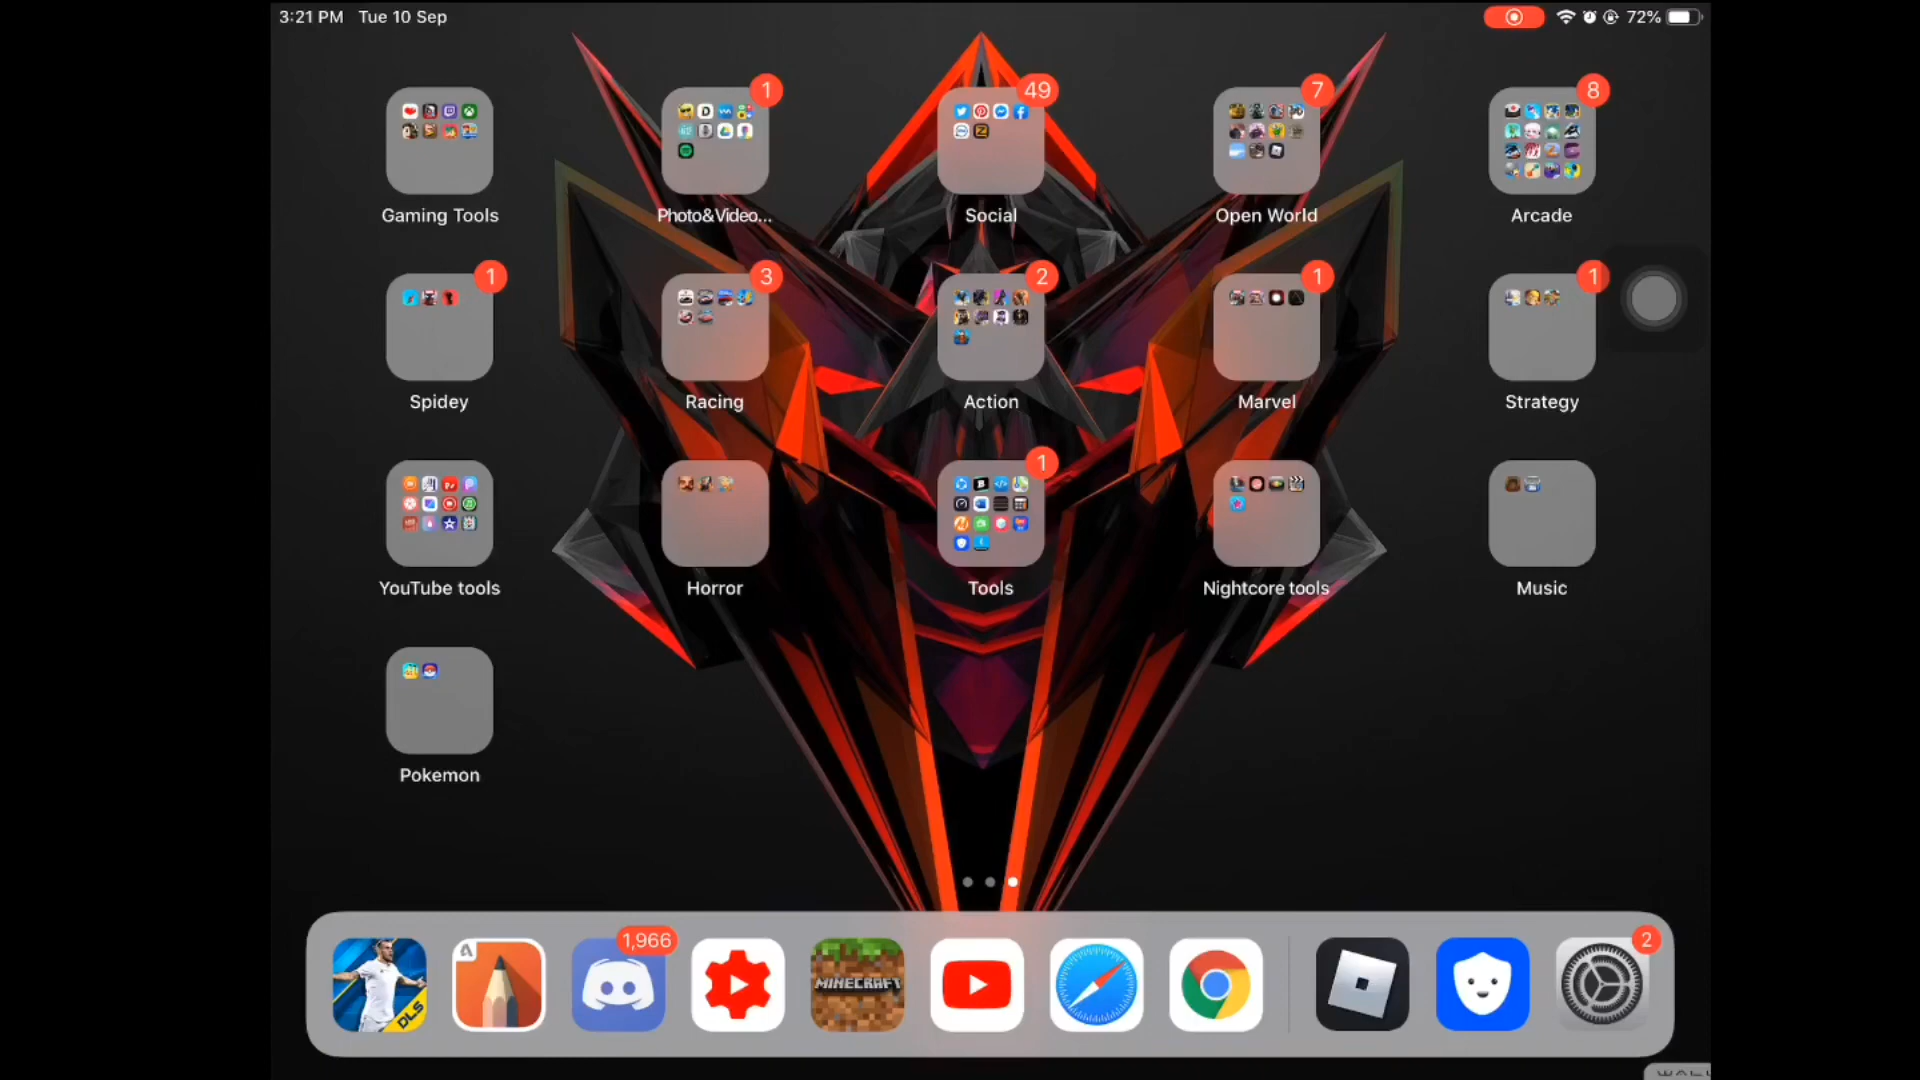 3:21 PM Tue 10 Sep
72%
1
49
7
8
Gaming Tools
Photo&Video...
Social
Open World
Arcade
1
3
2
1
1
Spidey
Racing
Action
Marvel
Strategy
1
YouTube tools
Horror
Tools
Nightcore tools
Music
Pokemon
1,966
2
A
DLS
MINECRAFT